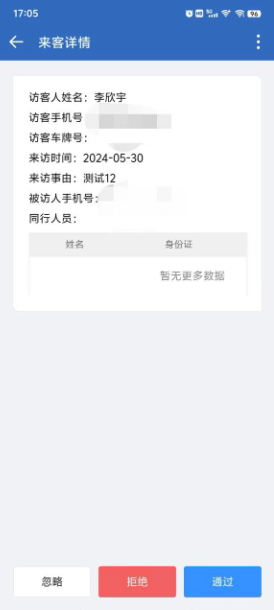 17:05
来客详情
访客人姓名：李欣宇
访客手机号
访客车牌号：
来访时间：2024-05-30
来访事由：测试12
被访人手机号：
同行人员：
姓名 身份证
暂无更多数据
忽略 拒绝 通过